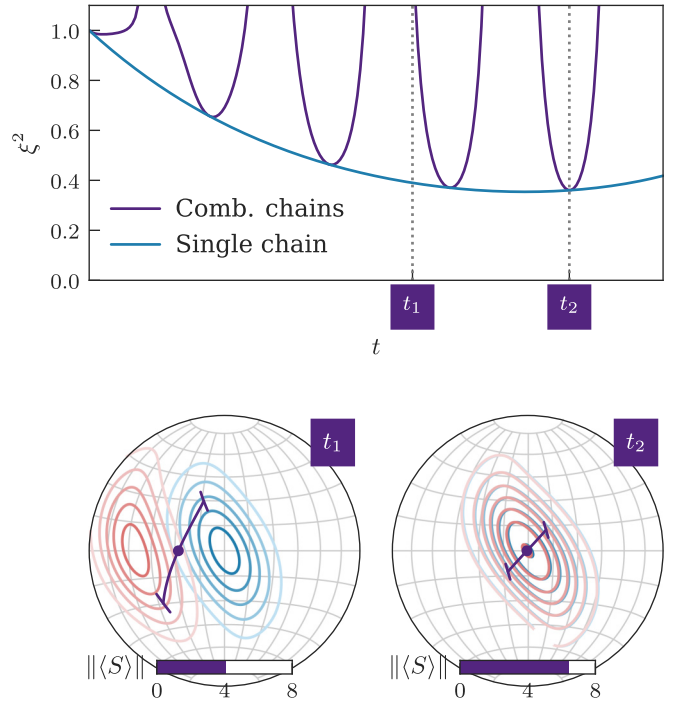 1.0
0.8
0.6
0.4
0.2
0.0
ξ²
Comb. chains
Single chain
t₁ t₂
t
t₁ t₂
‖⟨S⟩‖ ‖⟨S⟩‖
0 4 8 0 4 8